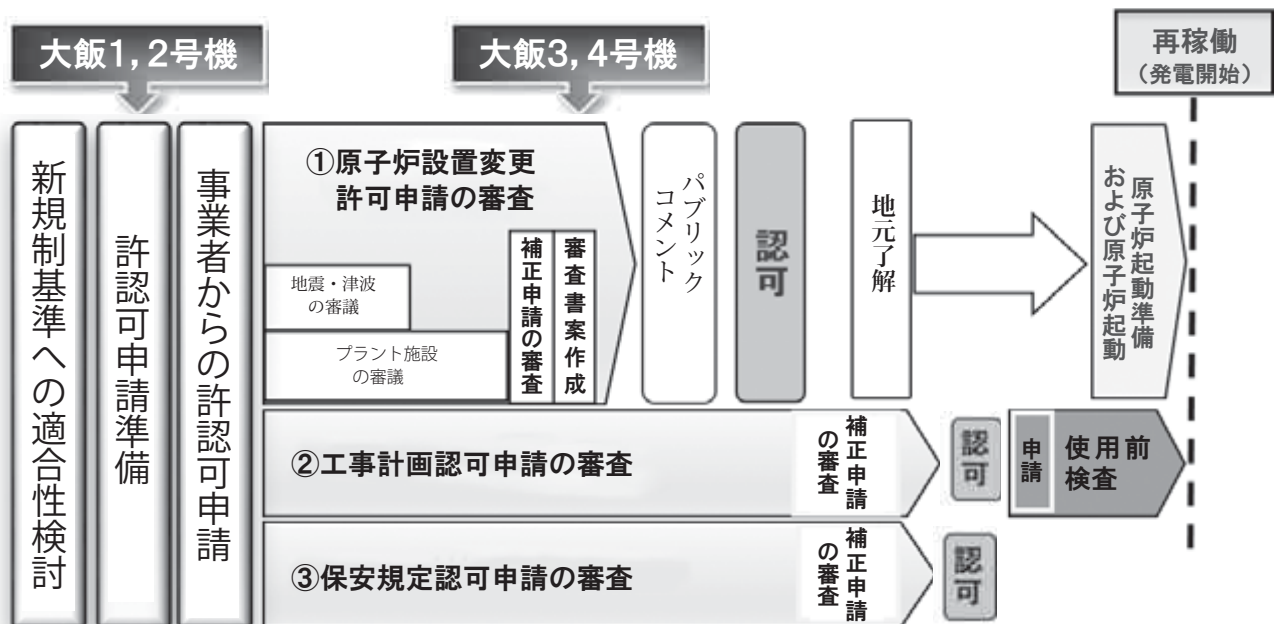 大飯1,2号機
大飯3,4号機
再稼働
(発電開始)
新規制基準への適合性検討
許認可申請準備
事業者からの許認可申請
①原子炉設置変更
許可申請の審査
地震・津波
の審議
プラント施設
の審議
補正申請の審査
審査書案作成
パブリック
コメント
認可
地元了解
原子炉起動準備
および原子炉起動
②工事計画認可申請の審査
補正申請
の審査
認可
申請
使用前
検査
③保安規定認可申請の審査
補正申請
の審査
認可